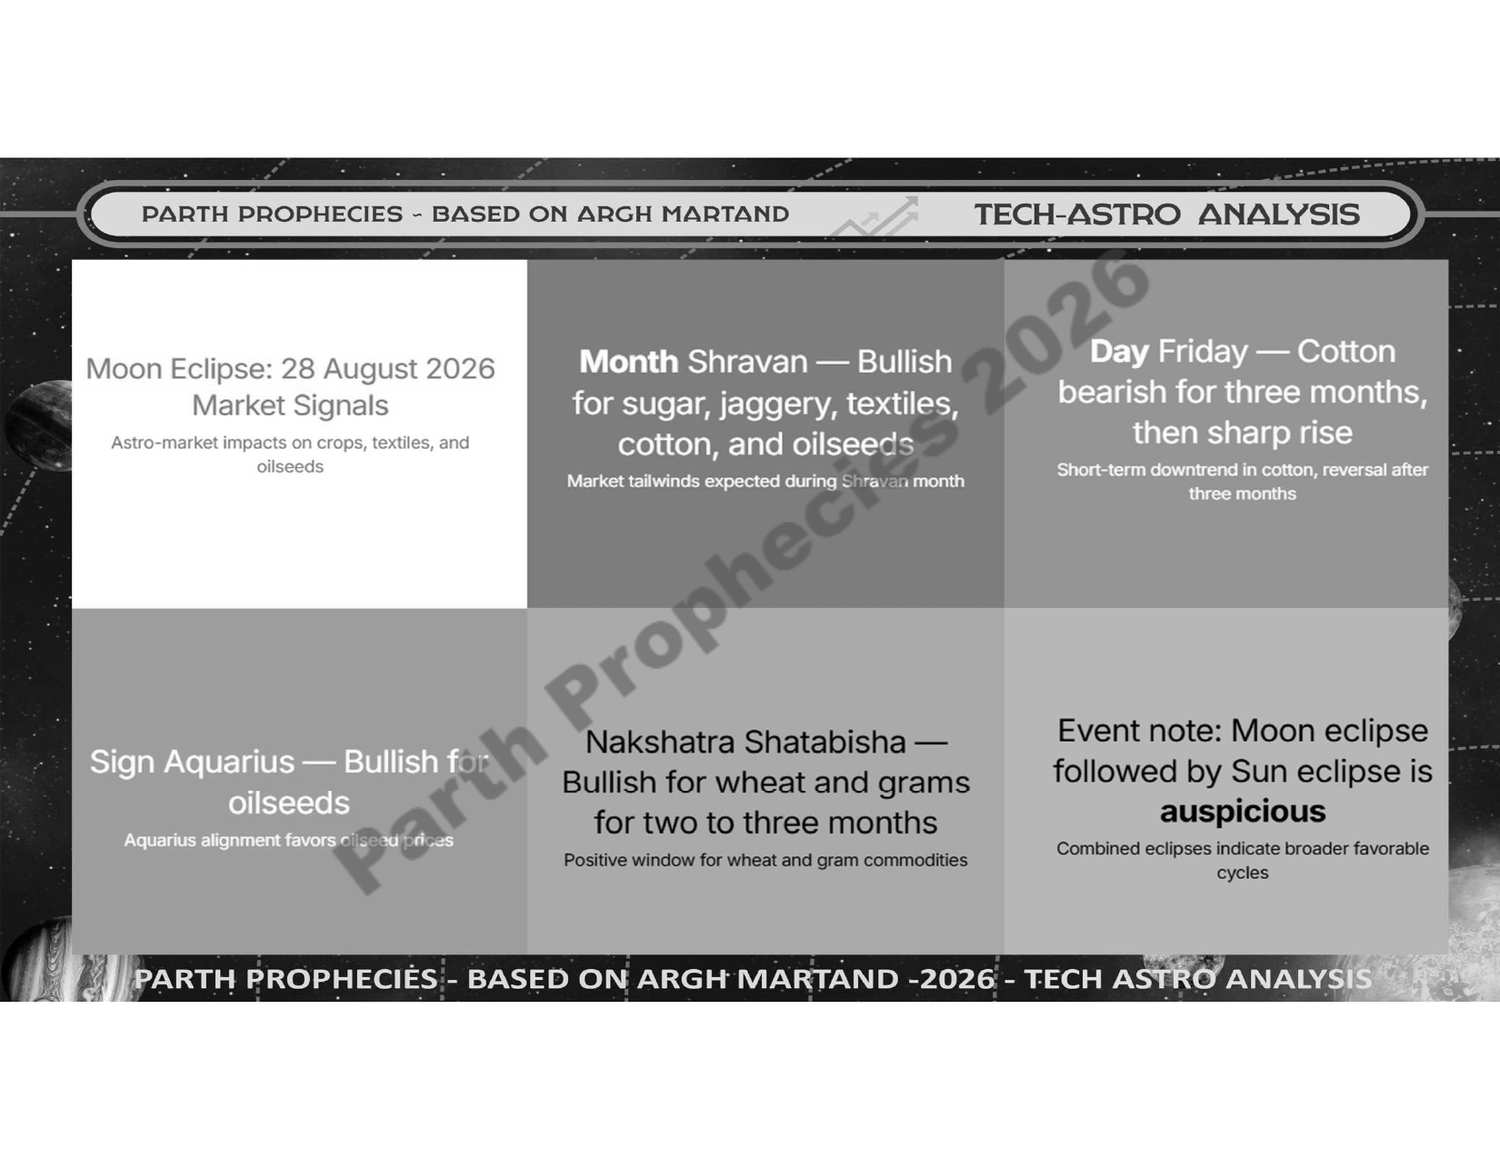 PARTH PROPHECIES ~ BASED ON ARGH MARTAND
TECH-ASTRO ANALYSIS
Moon Eclipse: 28 August 2026
Market Signals
Astro-market impacts on crops, textiles, and
oilseeds
Month Shravan — Bullish
for sugar, jaggery, textiles,
cotton, and oilseeds
Market tailwinds expected during Shravan month
Day Friday — Cotton
bearish for three months,
then sharp rise
Short-term downtrend in cotton, reversal after
three months
Sign Aquarius — Bullish for
oilseeds
Aquarius alignment favors oilseed prices
Nakshatra Shatabisha —
Bullish for wheat and grams
for two to three months
Positive window for wheat and gram commodities
Event note: Moon eclipse
followed by Sun eclipse is
auspicious
Combined eclipses indicate broader favorable
cycles
Parth Prophecies 2026
PARTH PROPHECIES - BASED ON ARGH MARTAND -2026 - TECH ASTRO ANALYSIS